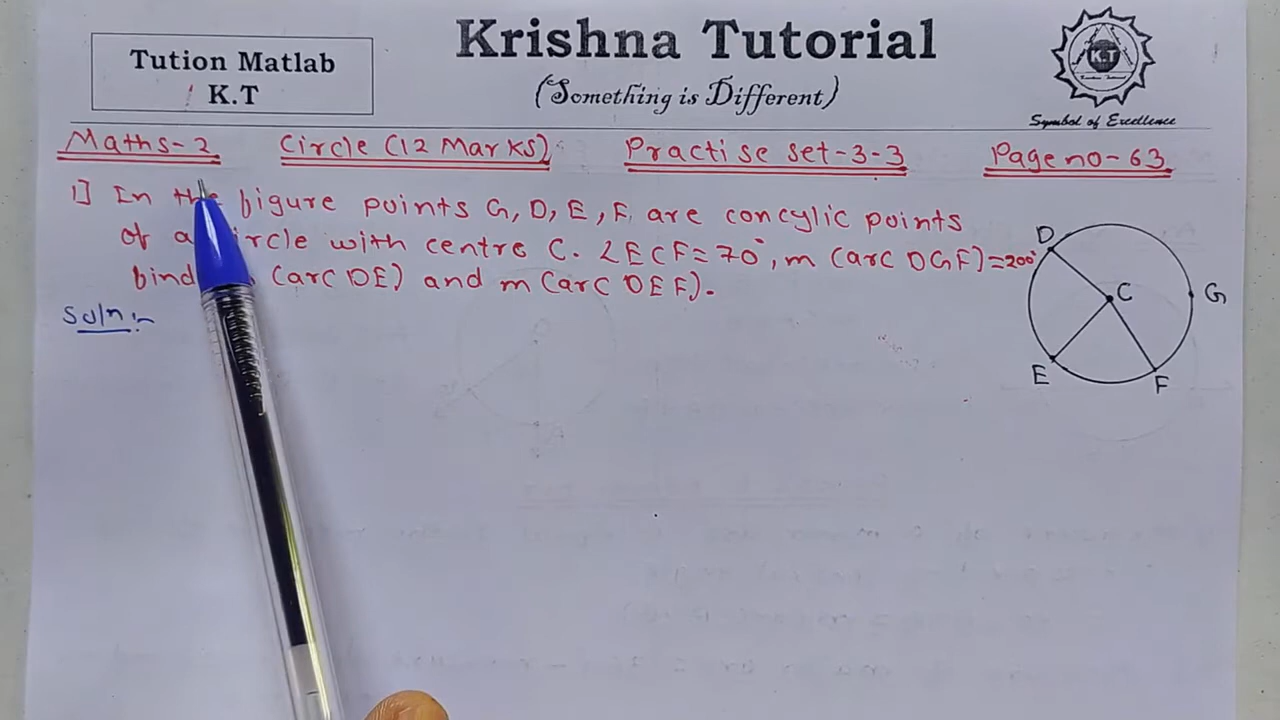 Tution Matlab
K.T
Krishna Tutorial
(Something is Different)
K.T
Symbol of Excellence
Maths-2 Circle (12 Marks) Practise set-3-3 Page no-63
1] In the figure points G, D, E, F, are concylic points
of a circle with centre C. ∠ECF=70°, m (arc DGF)=200°
find (arc DE) and m (arc DEF).
Soln:-
D
C
G
E
F